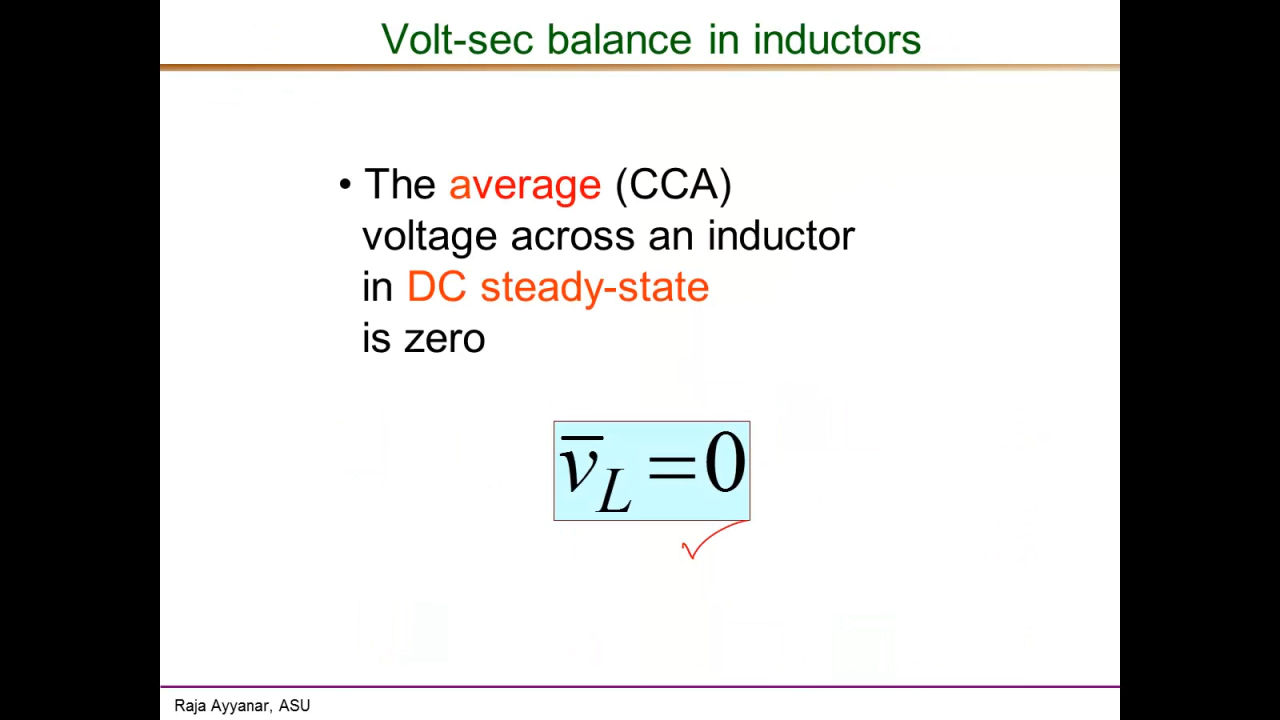 Volt-sec balance in inductors
• The average (CCA)
voltage across an inductor
in DC steady-state
is zero
v̅_L = 0
Raja Ayyanar, ASU